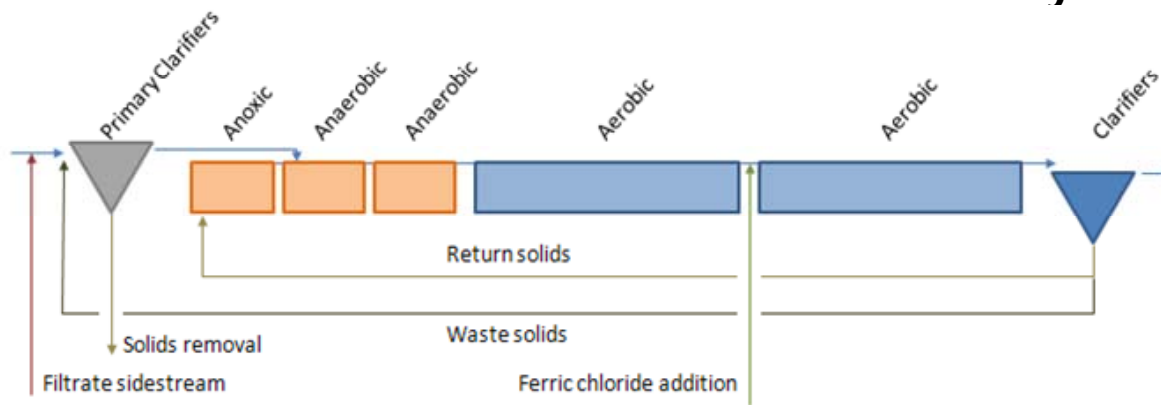 Primary Clarifiers
Anoxic
Anaerobic
Anaerobic
Aerobic
Aerobic
Clarifiers
Return solids
Waste solids
Solids removal
Filtrate sidestream
Ferric chloride addition